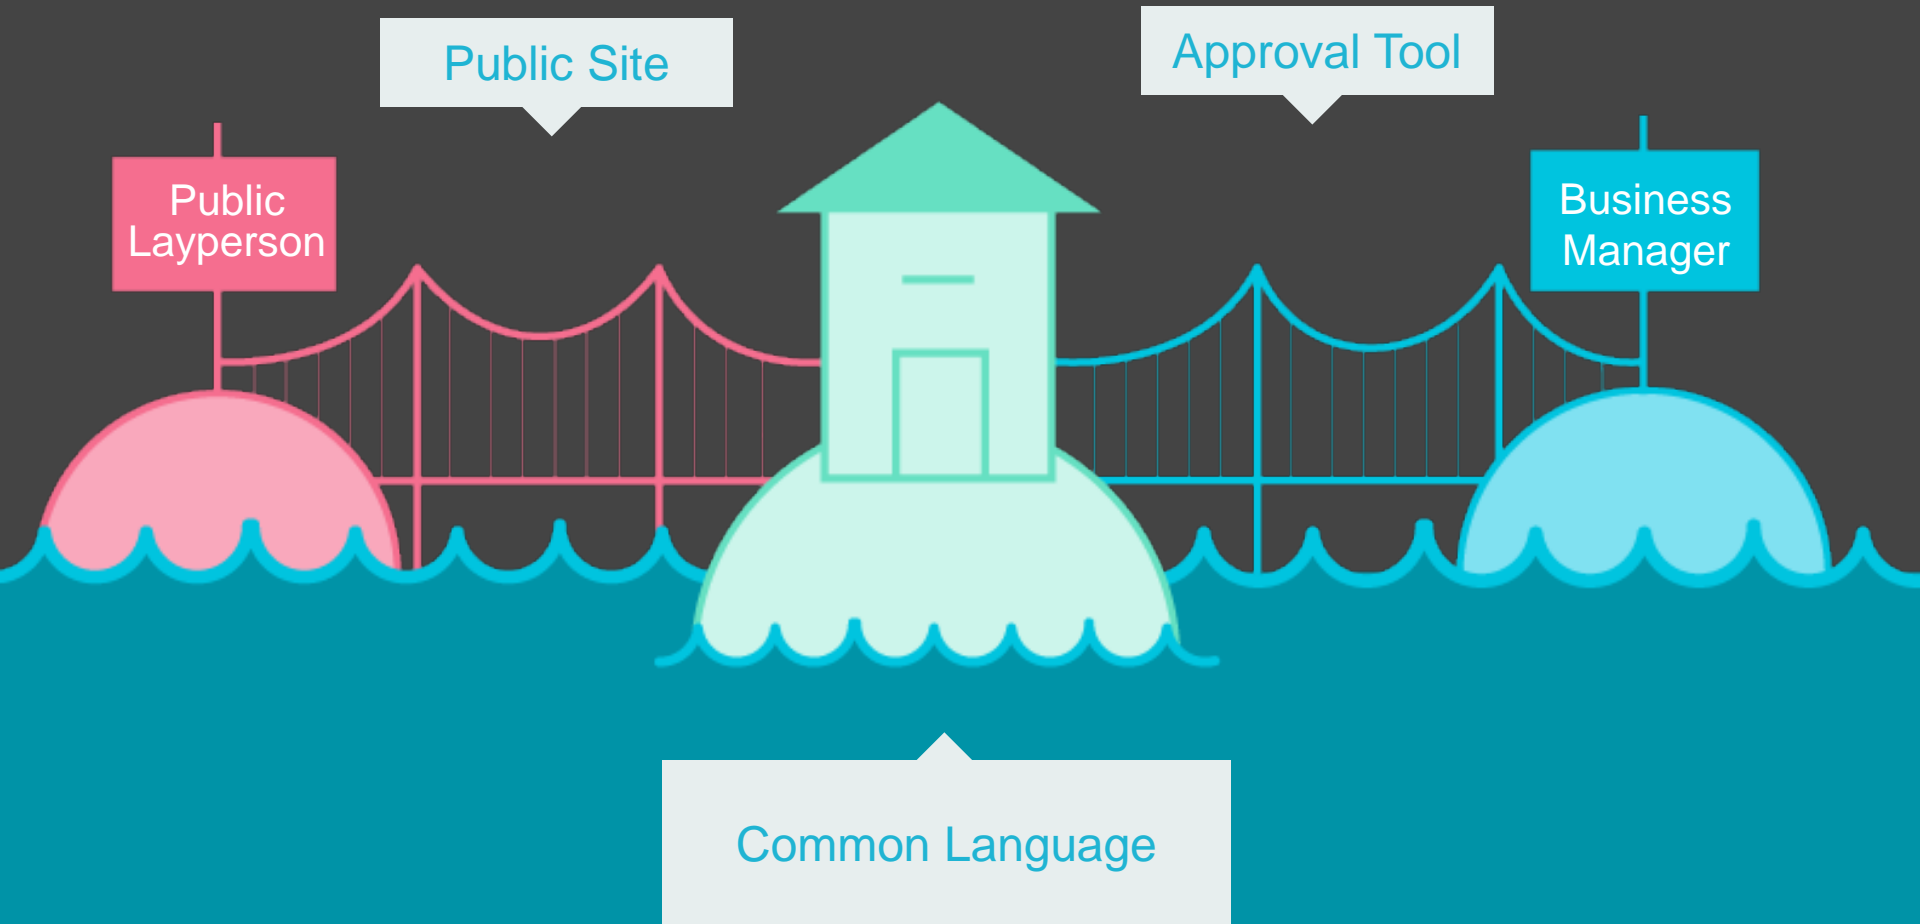 Public Site
Approval Tool
Public
Layperson
Business
Manager
Common Language